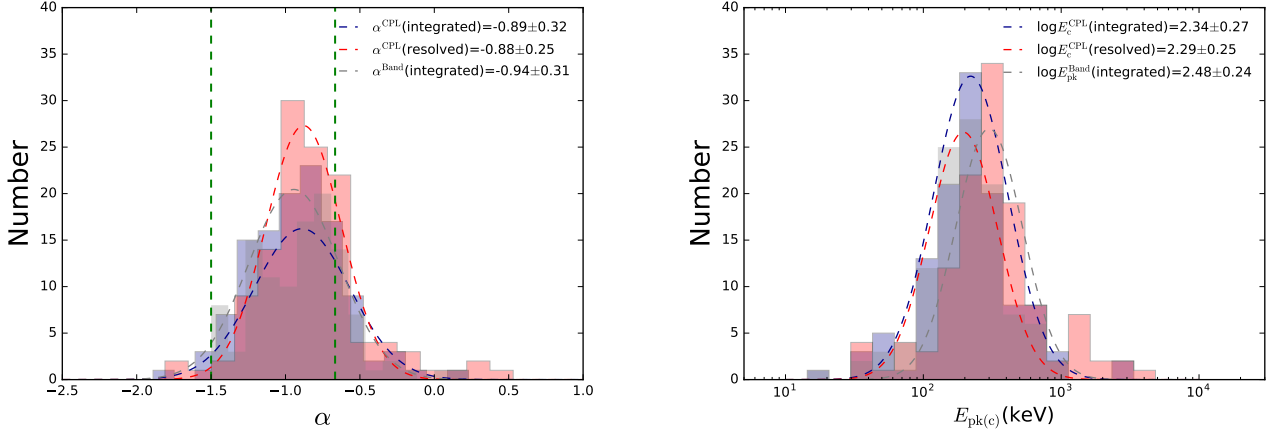 40
35
30
25
20
15
10
5
0
Number
−2.5 −2.0 −1.5 −1.0 −0.5 0.0 0.5 1.0
α
α^CPL(integrated)=-0.89±0.32
α^CPL(resolved)=-0.88±0.25
α^Band(integrated)=-0.94±0.31
40
35
30
25
20
15
10
5
0
Number
10^1 10^2 10^3 10^4
E_pk(c)(keV)
logE_c^CPL(integrated)=2.34±0.27
logE_c^CPL(resolved)=2.29±0.25
logE_pk^Band(integrated)=2.48±0.24